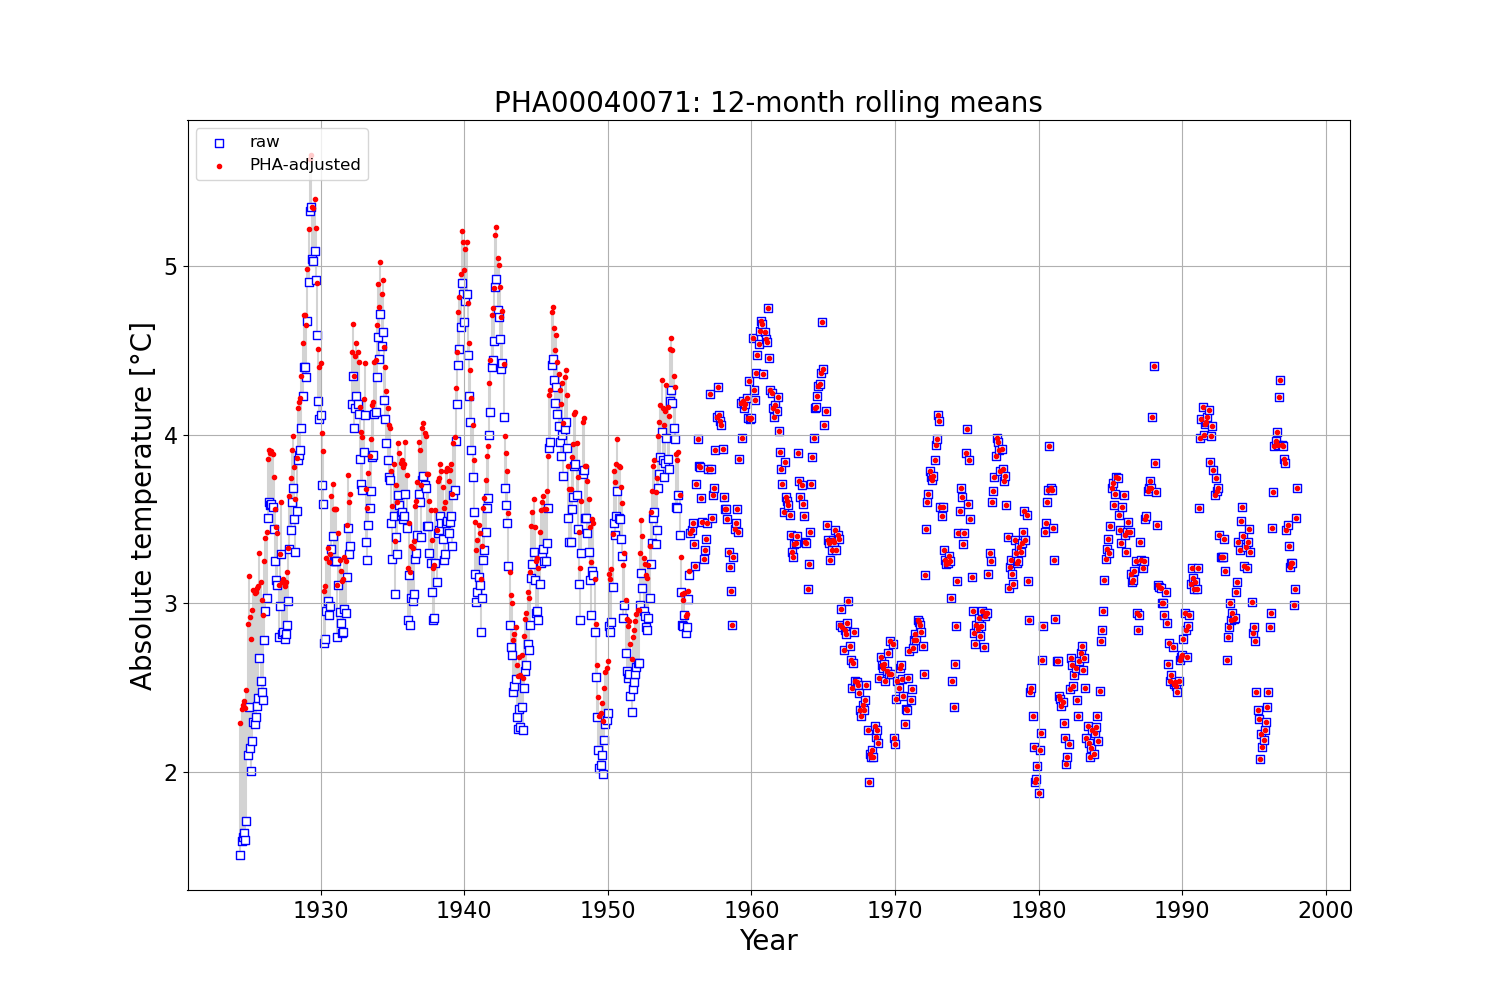 PHA00040071: 12-month rolling means
raw
PHA-adjusted
Absolute temperature [°C]
5
4
3
2
1930 1940 1950 1960 1970 1980 1990 2000
Year